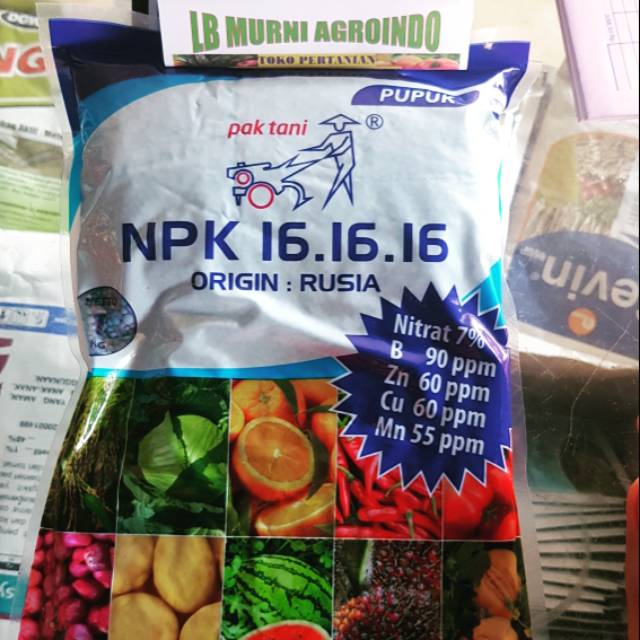 LB MURNI AGROINDO
TOKO PERTANIAN
PUPUK
pak tani ®
NPK 16.16.16
ORIGIN : RUSIA
Nitrat 7%
B 90 ppm
Zn 60 ppm
Cu 60 ppm
Mn 55 ppm
evin